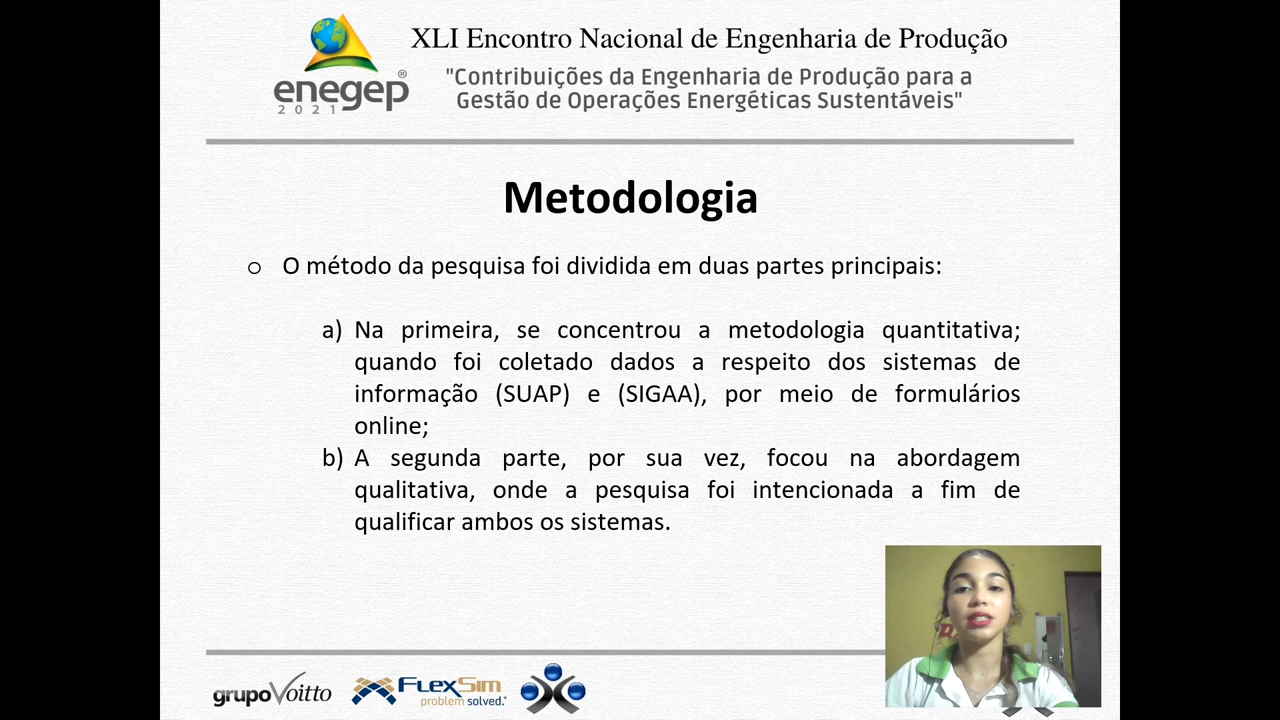 XLI Encontro Nacional de Engenharia de Produção
"Contribuições da Engenharia de Produção para a
Gestão de Operações Energéticas Sustentáveis"
enegep®
2021
Metodologia
O método da pesquisa foi dividida em duas partes principais:
a) Na primeira, se concentrou a metodologia quantitativa;
quando foi coletado dados a respeito dos sistemas de
informação (SUAP) e (SIGAA), por meio de formulários
online;
b) A segunda parte, por sua vez, focou na abordagem
qualitativa, onde a pesquisa foi intencionada a fim de
qualificar ambos os sistemas.
grupoVoitto
FLEXSIM
problem solved.®